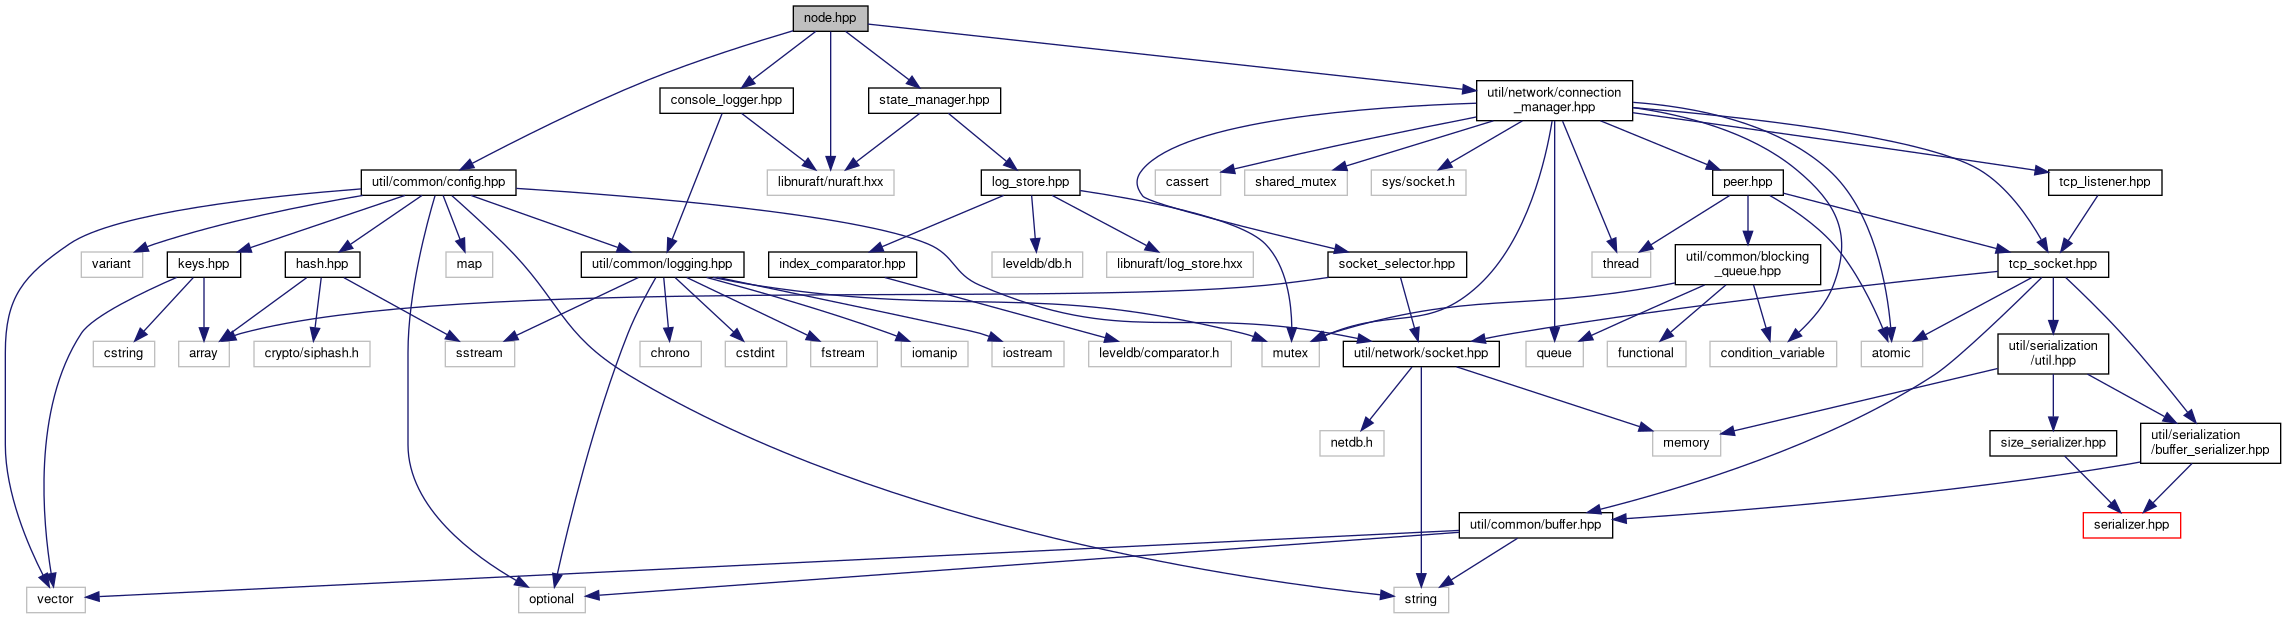 node.hpp
console_logger.hpp
state_manager.hpp
util/network/connection
_manager.hpp
util/common/config.hpp
libnuraft/nuraft.hxx
log_store.hpp
cassert
shared_mutex
sys/socket.h
peer.hpp
tcp_listener.hpp
variant
keys.hpp
hash.hpp
map
util/common/logging.hpp
index_comparator.hpp
leveldb/db.h
libnuraft/log_store.hxx
socket_selector.hpp
thread
util/common/blocking
_queue.hpp
tcp_socket.hpp
cstring
array
crypto/siphash.h
sstream
chrono
cstdint
fstream
iomanip
iostream
leveldb/comparator.h
mutex
util/network/socket.hpp
queue
functional
condition_variable
atomic
util/serialization
/util.hpp
netdb.h
memory
size_serializer.hpp
util/serialization
/buffer_serializer.hpp
util/common/buffer.hpp
serializer.hpp
vector
optional
string